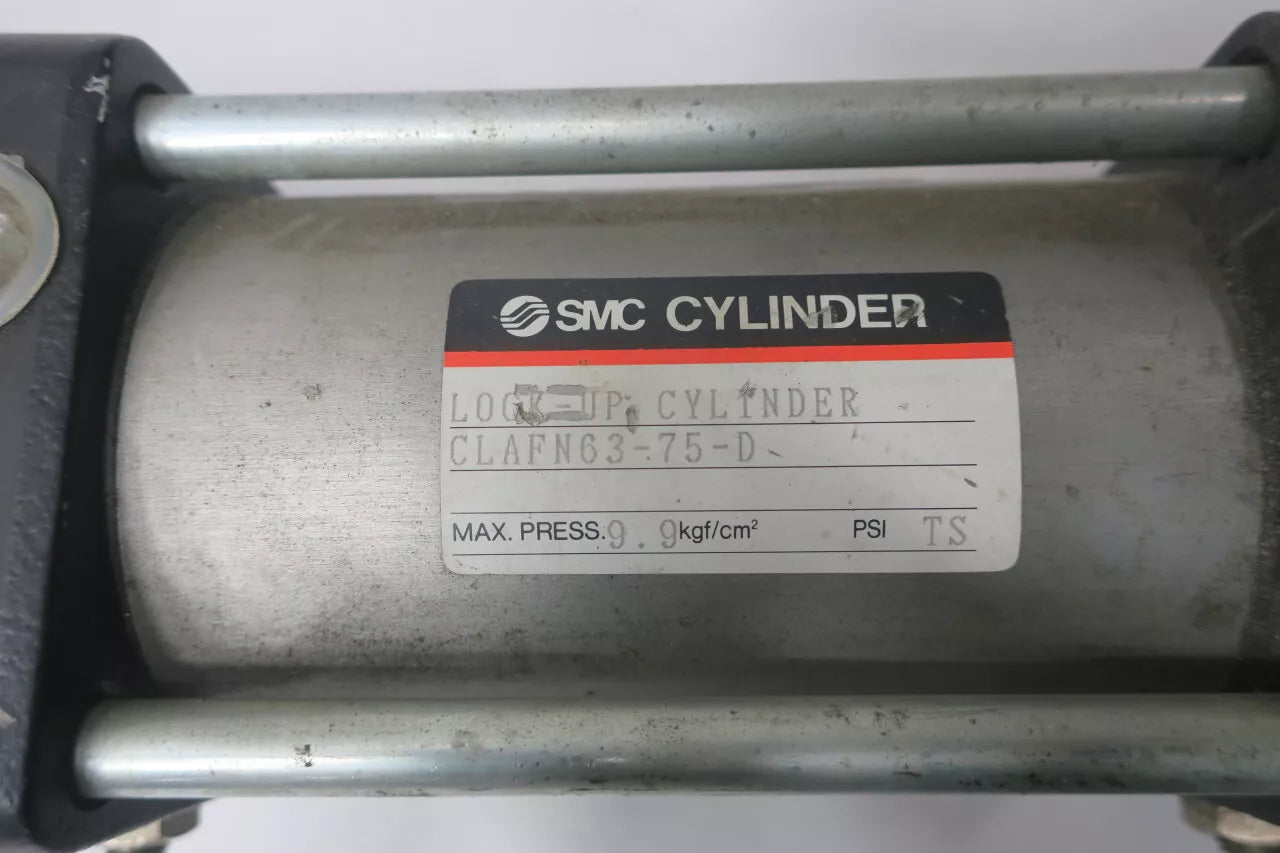 SMC CYLINDER
LOCK-UP CYLINDER
CLAFN63-75-D
MAX. PRESS. 9.9 kgf/cm² PSI TS